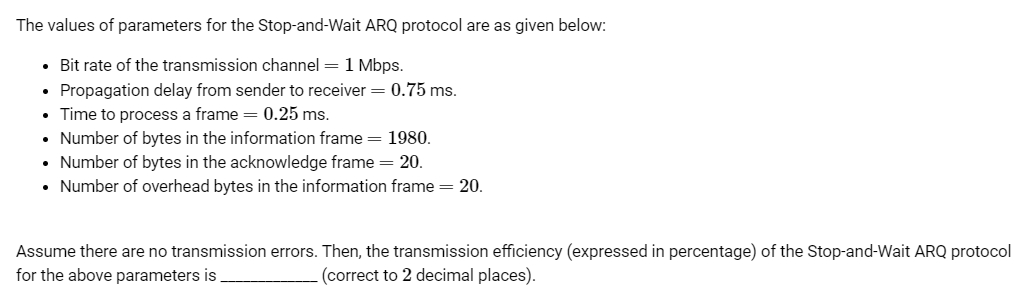 The values of parameters for the Stop-and-Wait ARQ protocol are as given below:
• Bit rate of the transmission channel = 1 Mbps.
• Propagation delay from sender to receiver = 0.75 ms.
• Time to process a frame = 0.25 ms.
• Number of bytes in the information frame = 1980.
• Number of bytes in the acknowledge frame = 20.
• Number of overhead bytes in the information frame = 20.
Assume there are no transmission errors. Then, the transmission efficiency (expressed in percentage) of the Stop-and-Wait ARQ protocol
for the above parameters is _____________ (correct to 2 decimal places).